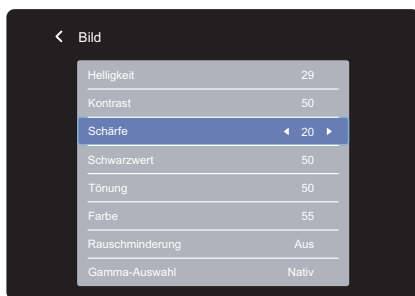 Bild
Helligkeit 29
Kontrast 50
Schärfe 20
Schwarzwert 50
Tönung 50
Farbe 55
Rauschminderung Aus
Gamma-Auswahl Nativ